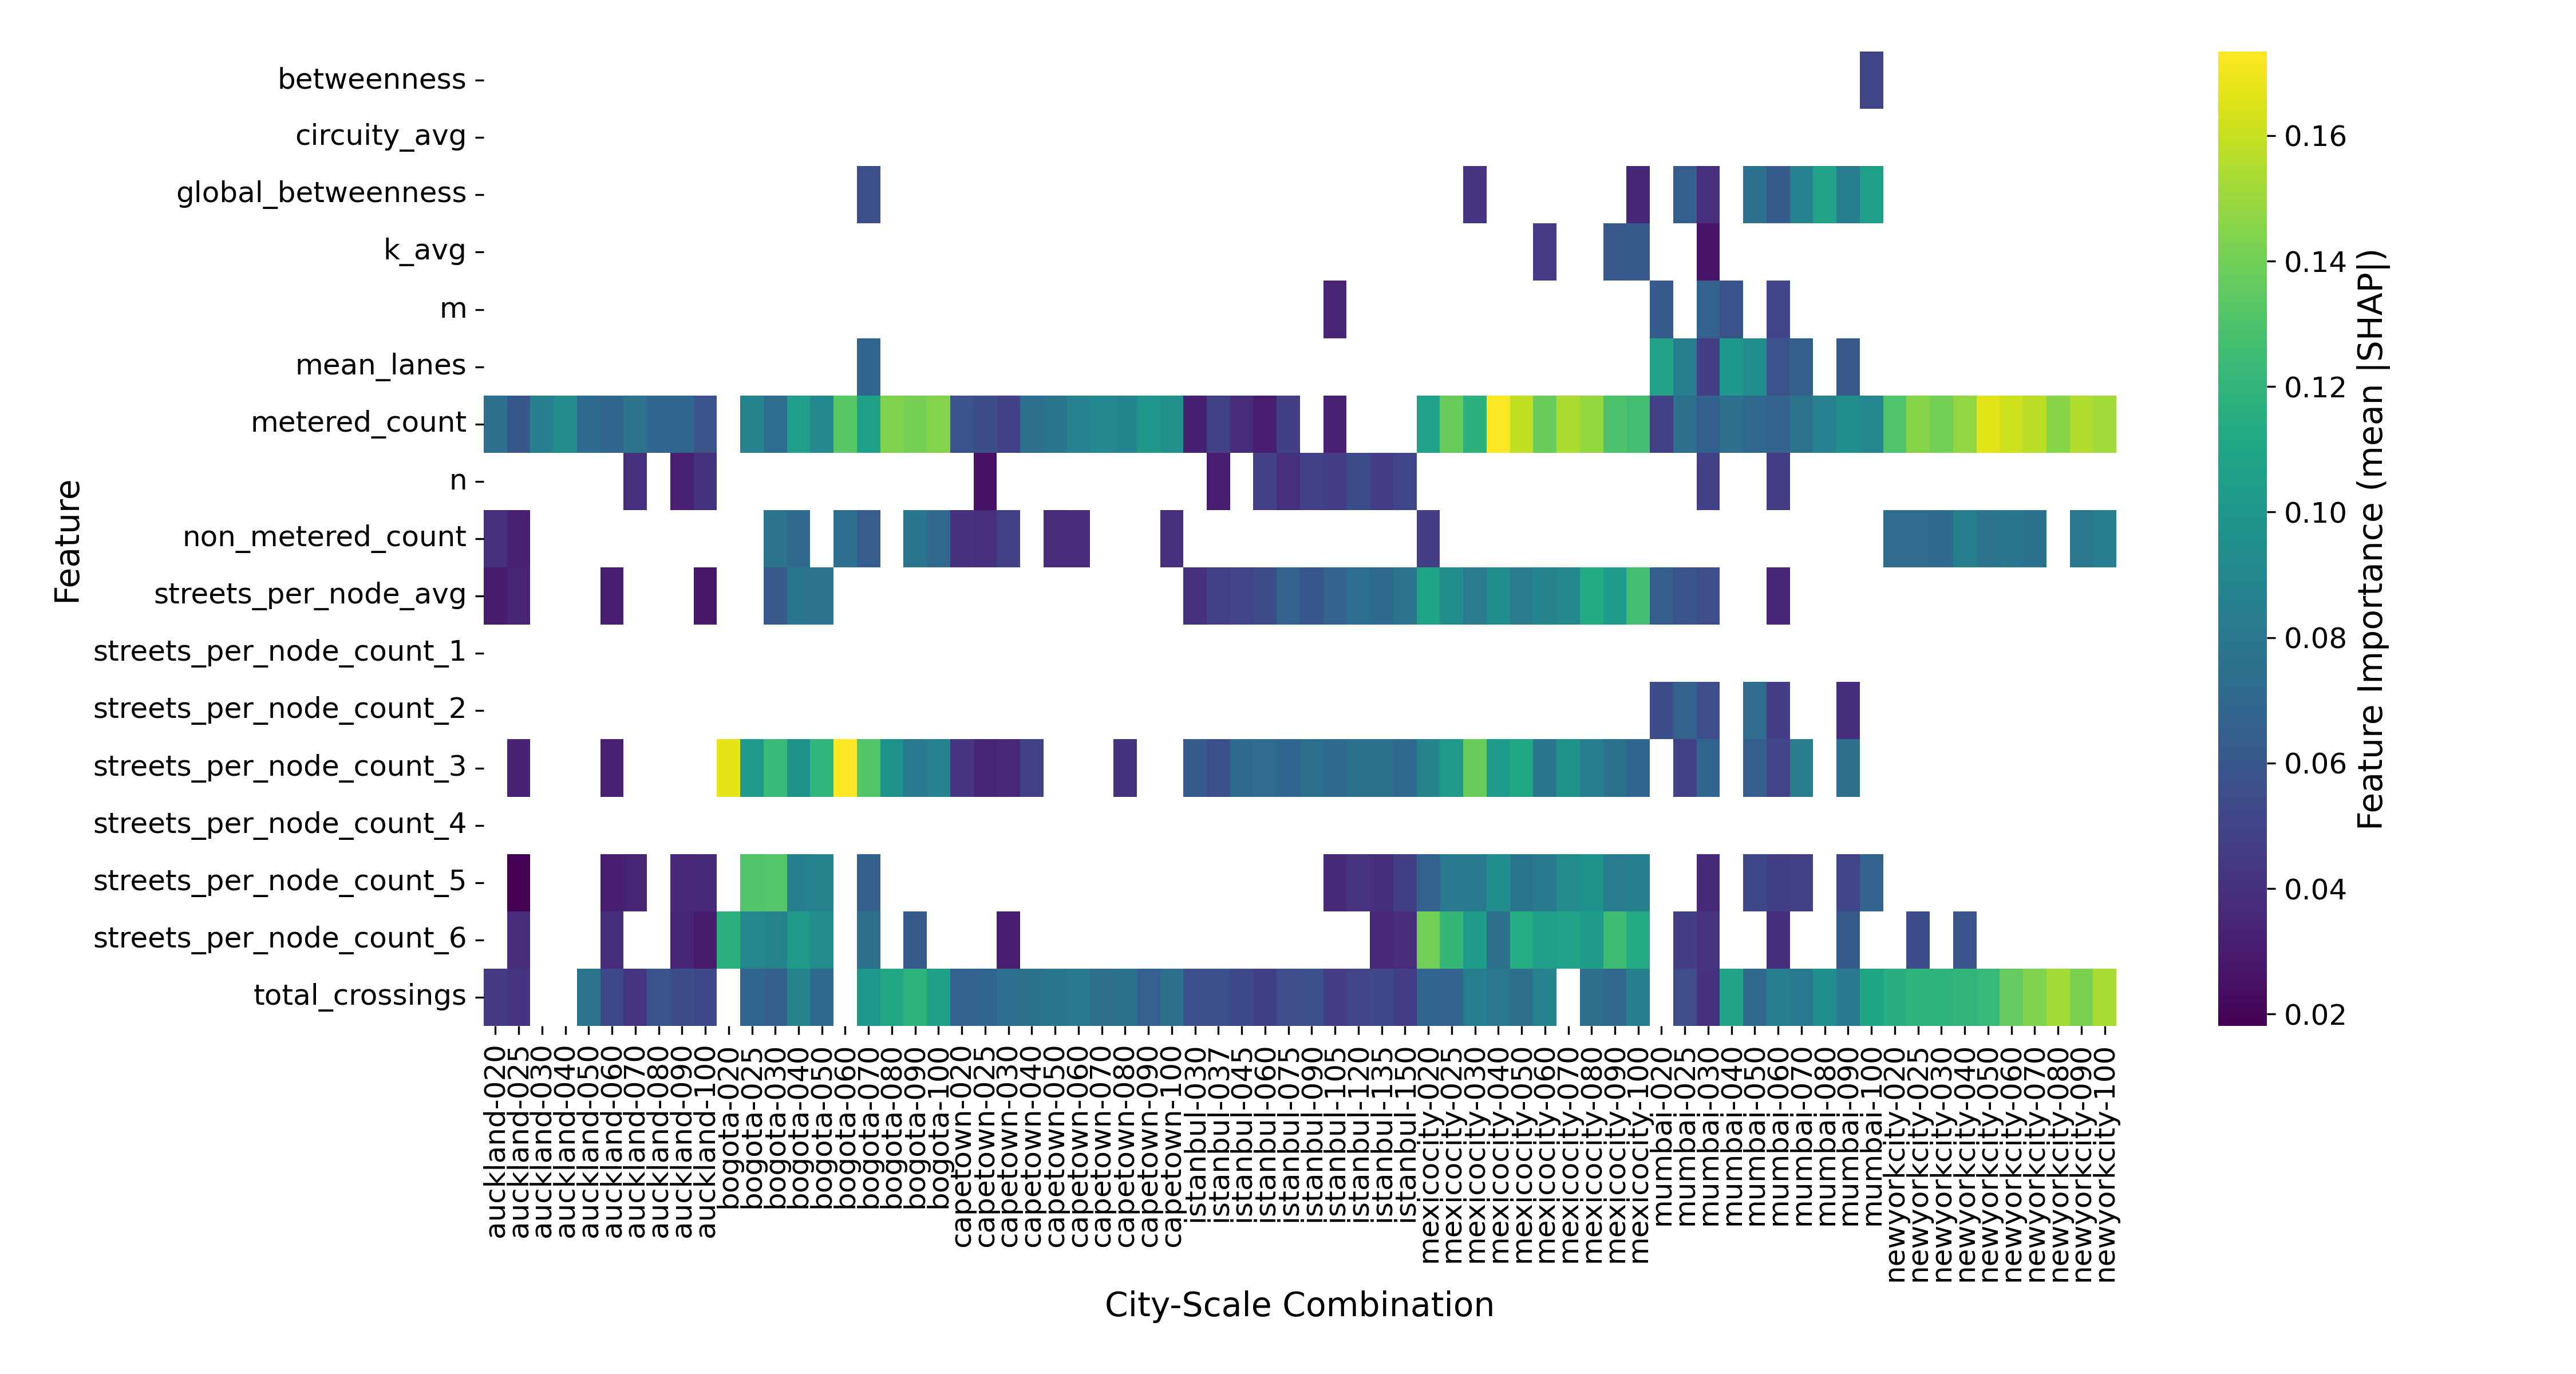 betweenness
circuity_avg
global_betweenness
k_avg
m
mean_lanes
metered_count
n
non_metered_count
streets_per_node_avg
streets_per_node_count_1
streets_per_node_count_2
streets_per_node_count_3
streets_per_node_count_4
streets_per_node_count_5
streets_per_node_count_6
total_crossings
Feature
auckland-020
auckland-025
auckland-030
auckland-040
auckland-050
auckland-060
auckland-070
auckland-080
auckland-090
auckland-100
bogota-020
bogota-025
bogota-030
bogota-040
bogota-050
bogota-060
bogota-070
bogota-080
bogota-090
bogota-100
capetown-020
capetown-025
capetown-030
capetown-040
capetown-050
capetown-060
capetown-070
capetown-080
capetown-090
capetown-100
istanbul-030
istanbul-037
istanbul-045
istanbul-060
istanbul-075
istanbul-090
istanbul-105
istanbul-120
istanbul-135
istanbul-150
mexicocity-020
mexicocity-025
mexicocity-030
mexicocity-040
mexicocity-050
mexicocity-060
mexicocity-070
mexicocity-080
mexicocity-090
mexicocity-100
mumbai-020
mumbai-025
mumbai-030
mumbai-040
mumbai-050
mumbai-060
mumbai-070
mumbai-080
mumbai-090
mumbai-100
newyorkcity-020
newyorkcity-025
newyorkcity-030
newyorkcity-040
newyorkcity-050
newyorkcity-060
newyorkcity-070
newyorkcity-080
newyorkcity-090
newyorkcity-100
City-Scale Combination
0.16
0.14
0.12
0.10
0.08
0.06
0.04
0.02
Feature Importance (mean |SHAP|)